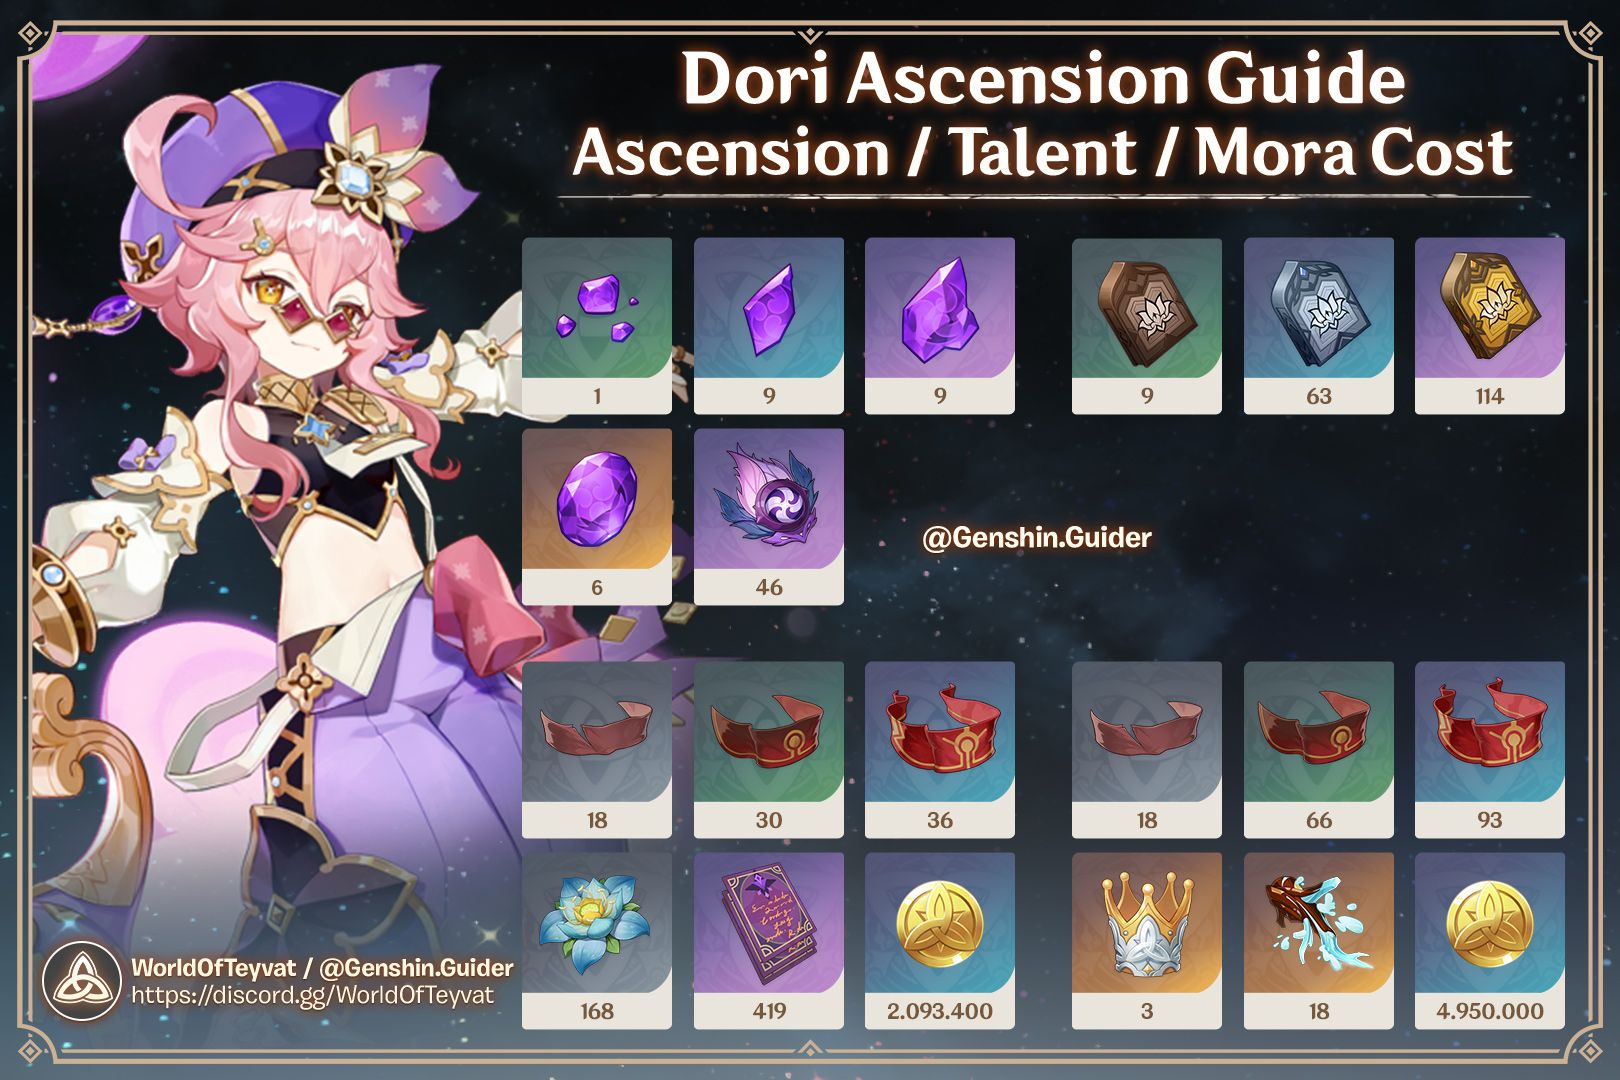 Dori Ascension Guide
Ascension / Talent / Mora Cost
1 9 9 9 63 114
6 46
@Genshin.Guider
18 30 36 18 66 93
168 419 2.093.400 3 18 4.950.000
WorldOfTeyvat / @Genshin.Guider
https://discord.gg/WorldOfTeyvat